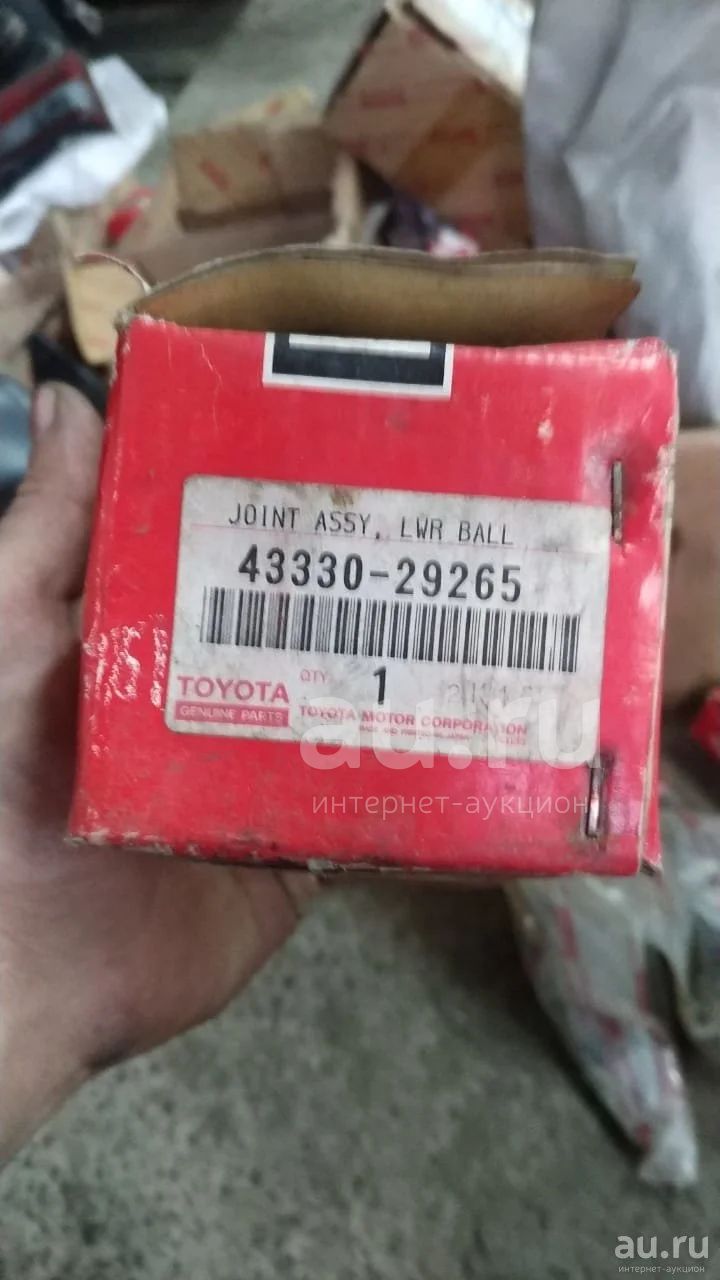 JOINT ASSY, LWR BALL
43330-29265
TOYOTA
GENUINE PARTS
QTY
1
TOYOTA MOTOR CORPORATION
au.ru
интернет-аукцион
au.ru
интернет-аукцион